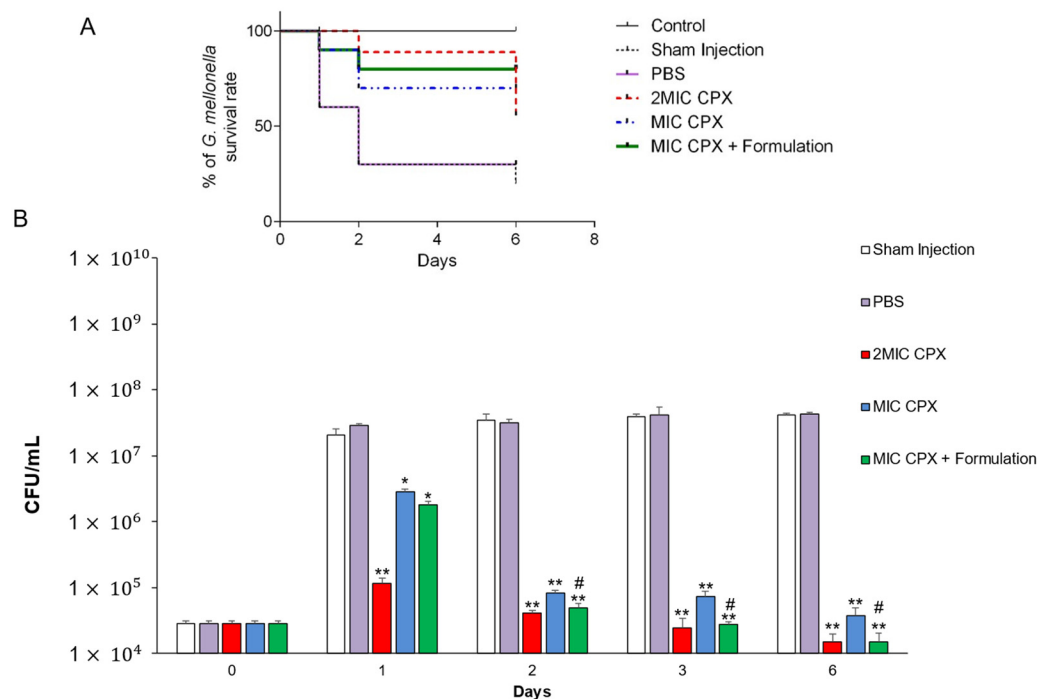 A
% of G. mellonella
survival rate
100
50
0
0 2 4 6 8
Days
Control
Sham Injection
PBS
2MIC CPX
MIC CPX
MIC CPX + Formulation
B
CFU/mL
1 × 10¹⁰
1 × 10⁹
1 × 10⁸
1 × 10⁷
1 × 10⁶
1 × 10⁵
1 × 10⁴
** * *
** ** # **
** ** # **
** ** # **
0 1 2 3 6
Days
Sham Injection
PBS
2MIC CPX
MIC CPX
MIC CPX + Formulation